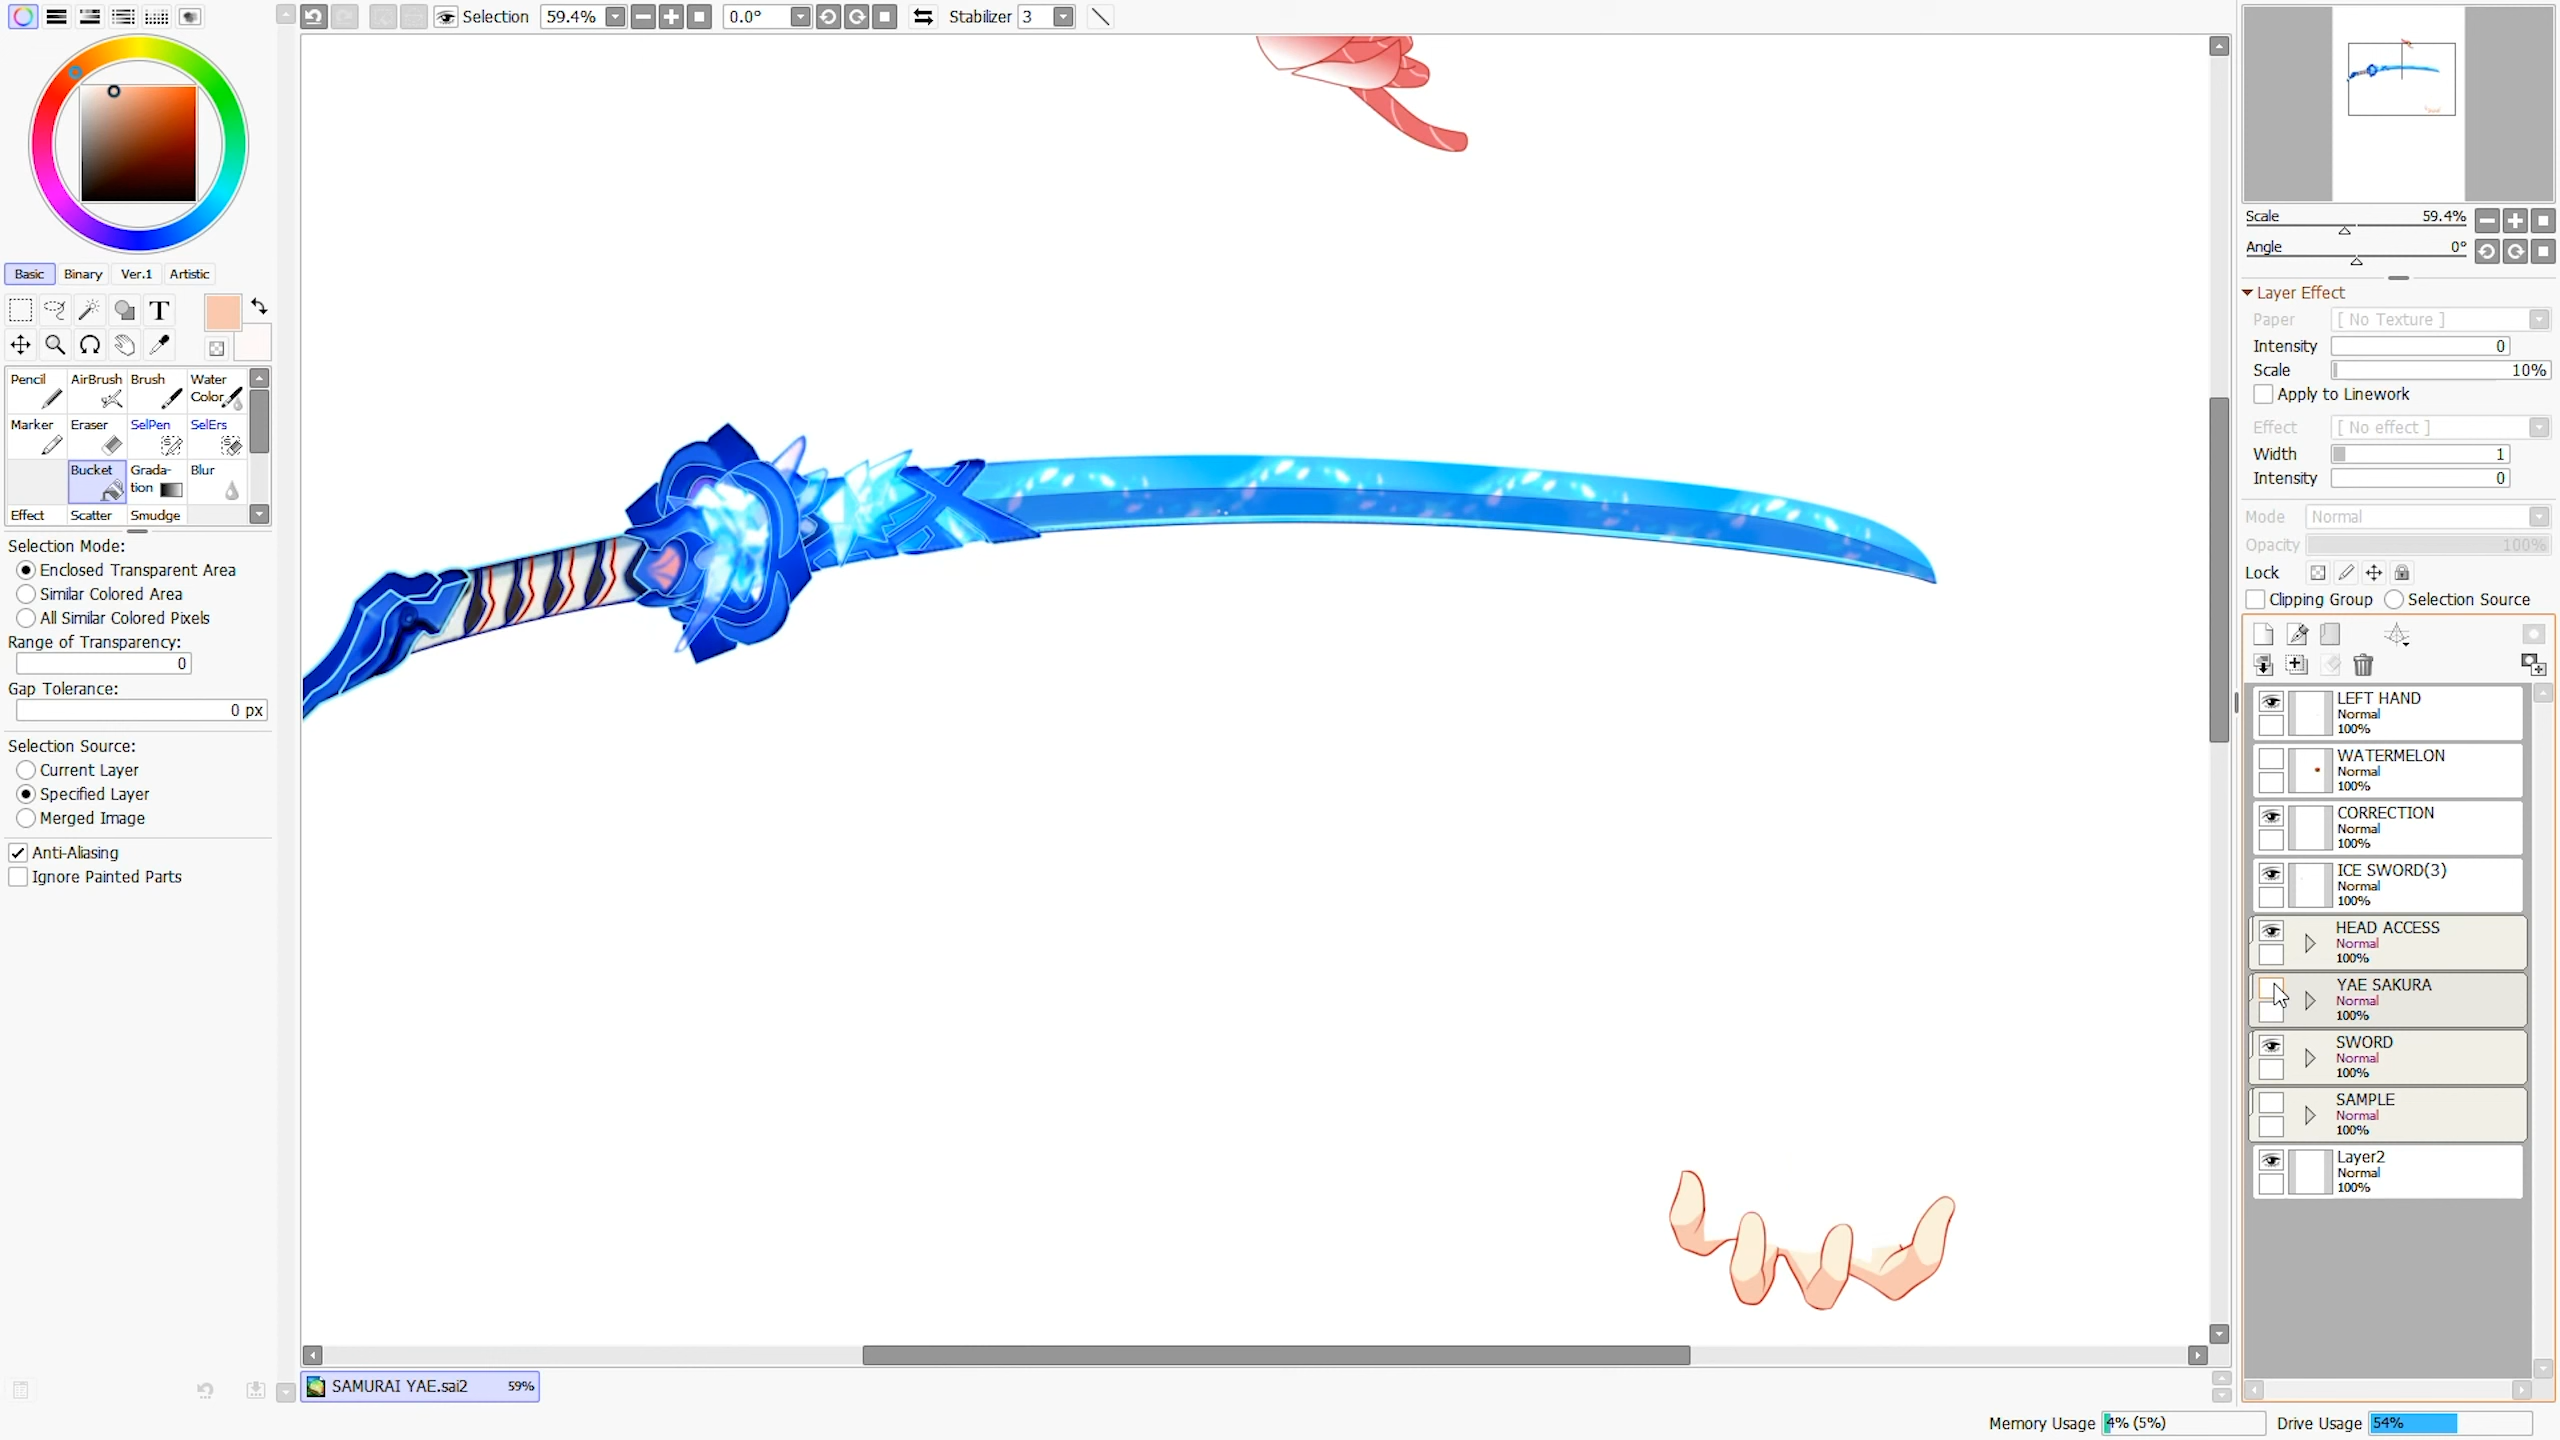 Selection 59.4% 0.0° Stabilizer 3
Basic Binary Ver.1 Artistic
T
Pencil AirBrush Brush Water Color
Marker Eraser SelPen SelErs
Bucket Grada-tion Blur
Effect Scatter Smudge
Selection Mode:
Enclosed Transparent Area
Similar Colored Area
All Similar Colored Pixels
Range of Transparency:
0
Gap Tolerance:
0 px
Selection Source:
Current Layer
Specified Layer
Merged Image
Anti-Aliasing
Ignore Painted Parts
SAMURAI YAE.sai2 59%
Scale 59.4%
Angle 0°
Layer Effect
Paper [ No Texture ]
Intensity 0
Scale 10%
Apply to Linework
Effect [ No effect ]
Width 1
Intensity 0
Mode Normal
Opacity 100%
Lock
Clipping Group Selection Source
LEFT HAND
Normal
100%
WATERMELON
Normal
100%
CORRECTION
Normal
100%
ICE SWORD(3)
Normal
100%
HEAD ACCESS
Normal
100%
YAE SAKURA
Normal
100%
SWORD
Normal
100%
SAMPLE
Normal
100%
Layer2
Normal
100%
Memory Usage 4% (5%) Drive Usage 54%